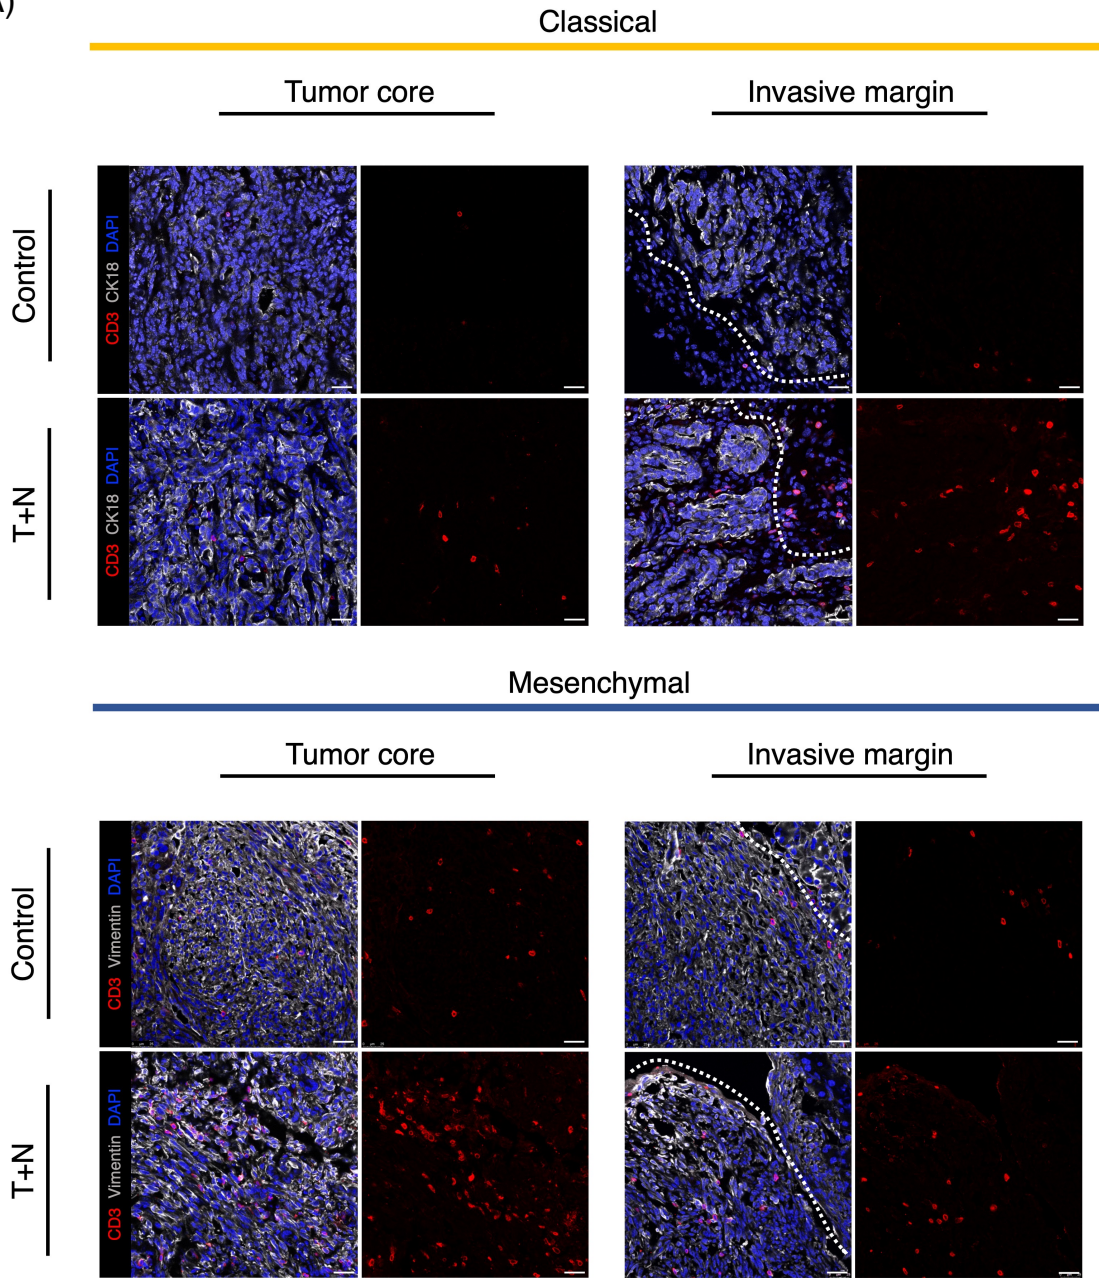 A)
Classical
Tumor core
Invasive margin
Control
CD3 CK18 DAPI
T+N
CD3 CK18 DAPI
Mesenchymal
Tumor core
Invasive margin
Control
CD3 Vimentin DAPI
T+N
CD3 Vimentin DAPI